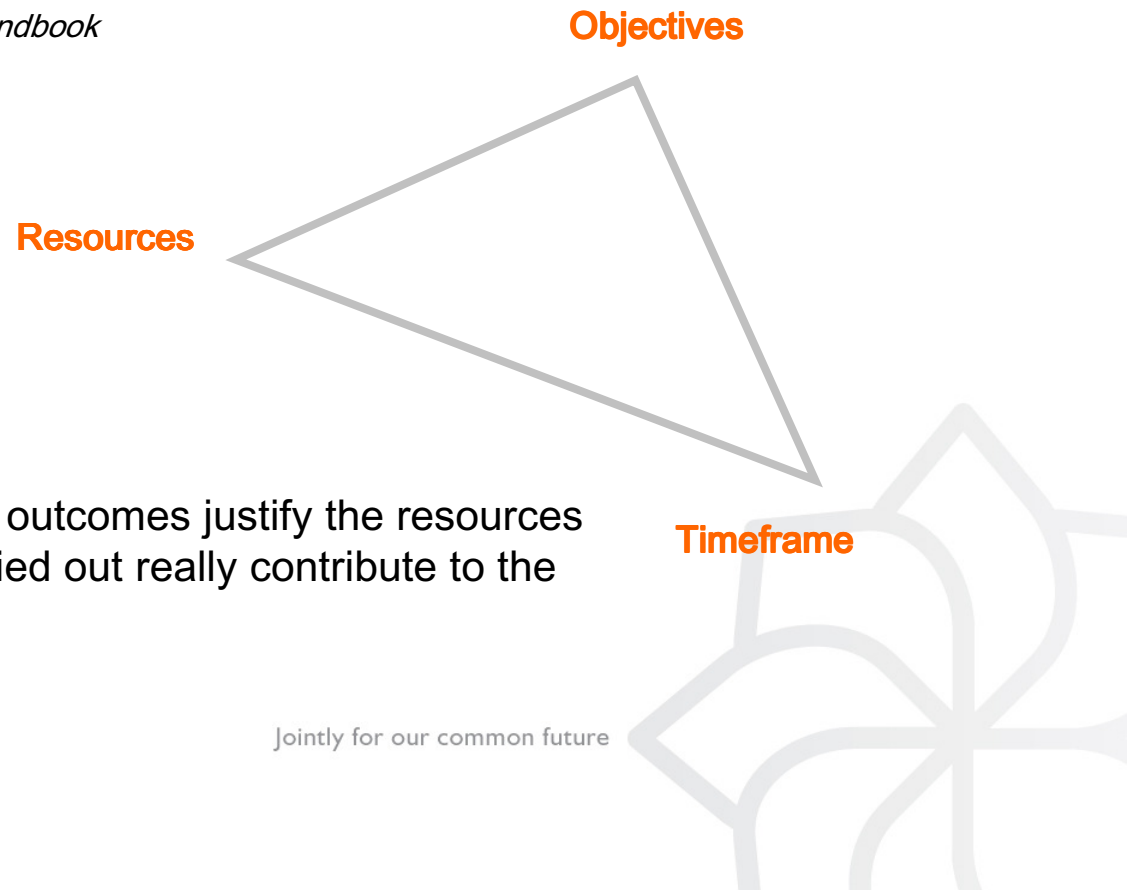 ndbook
Objectives
Resources
outcomes justify the resources
Timeframe
ied out really contribute to the
Jointly for our common future